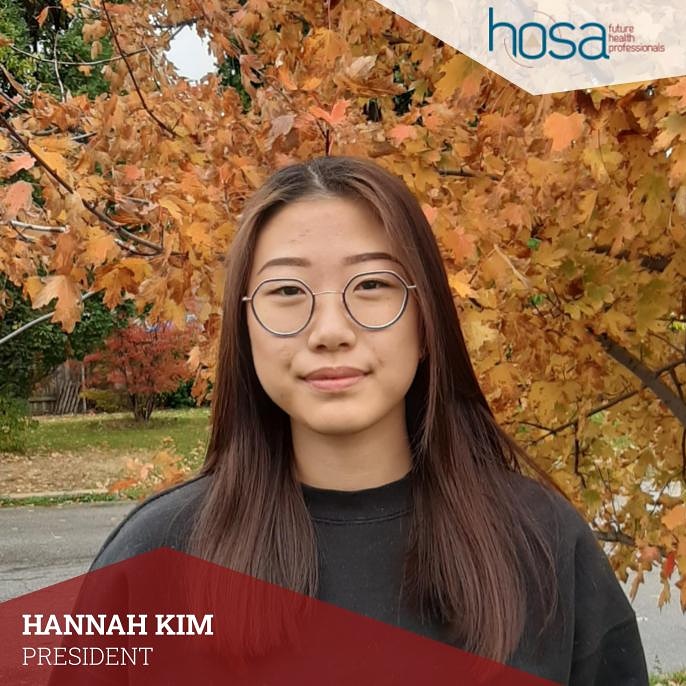 hosa
future
health
professionals
HANNAH KIM
PRESIDENT